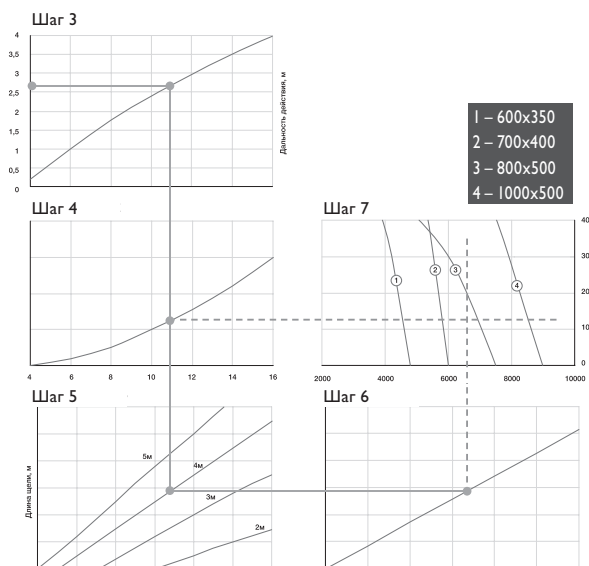 Шаг 3
4
3,5
3
2,5
2
1,5
1
0,5
0
Дальность действия, м
1 – 600x350
2 – 700x400
3 – 800x500
4 – 1000x500
Шаг 4
4 6 8 10 12 14 16
Шаг 7
1 2 3 4
40
30
20
10
0
2000 4000 6000 8000 10000
Шаг 5
Длина щели, м
5м
4м
3м
2м
Шаг 6